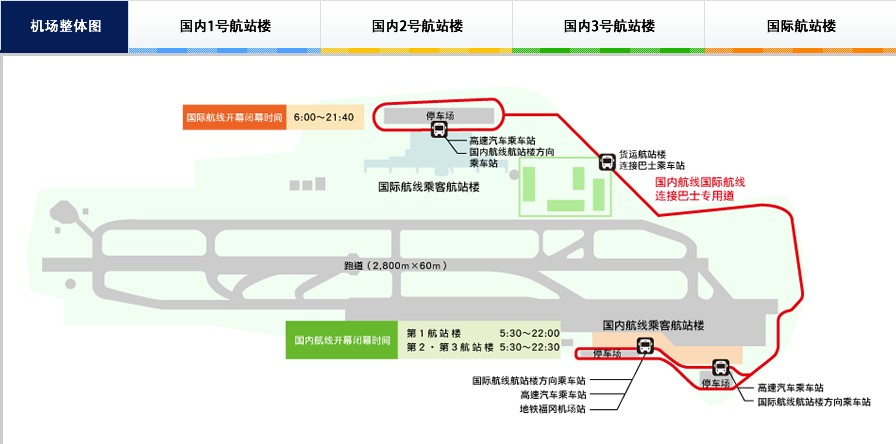 机场整体图
国内1号航站楼
国内2号航站楼
国内3号航站楼
国际航站楼
国际航线开幕闭幕时间
6:00～21:40
停车场
高速汽车乘车站
国内航线航站楼方向
乘车站
国际航线乘客航站楼
货运航站楼
连接巴士乘车站
国内航线国际航线
连接巴士专用道
跑道（2,800m×60m）
国内航线开幕闭幕时间
第1航站楼 5:30～22:00
第2・第3航站楼 5:30～22:30
国内航线乘客航站楼
停车场
停车场
国际航线航站楼方向乘车站
高速汽车乘车站
地铁福冈机场站
高速汽车乘车站
国际航线航站楼方向乘车站